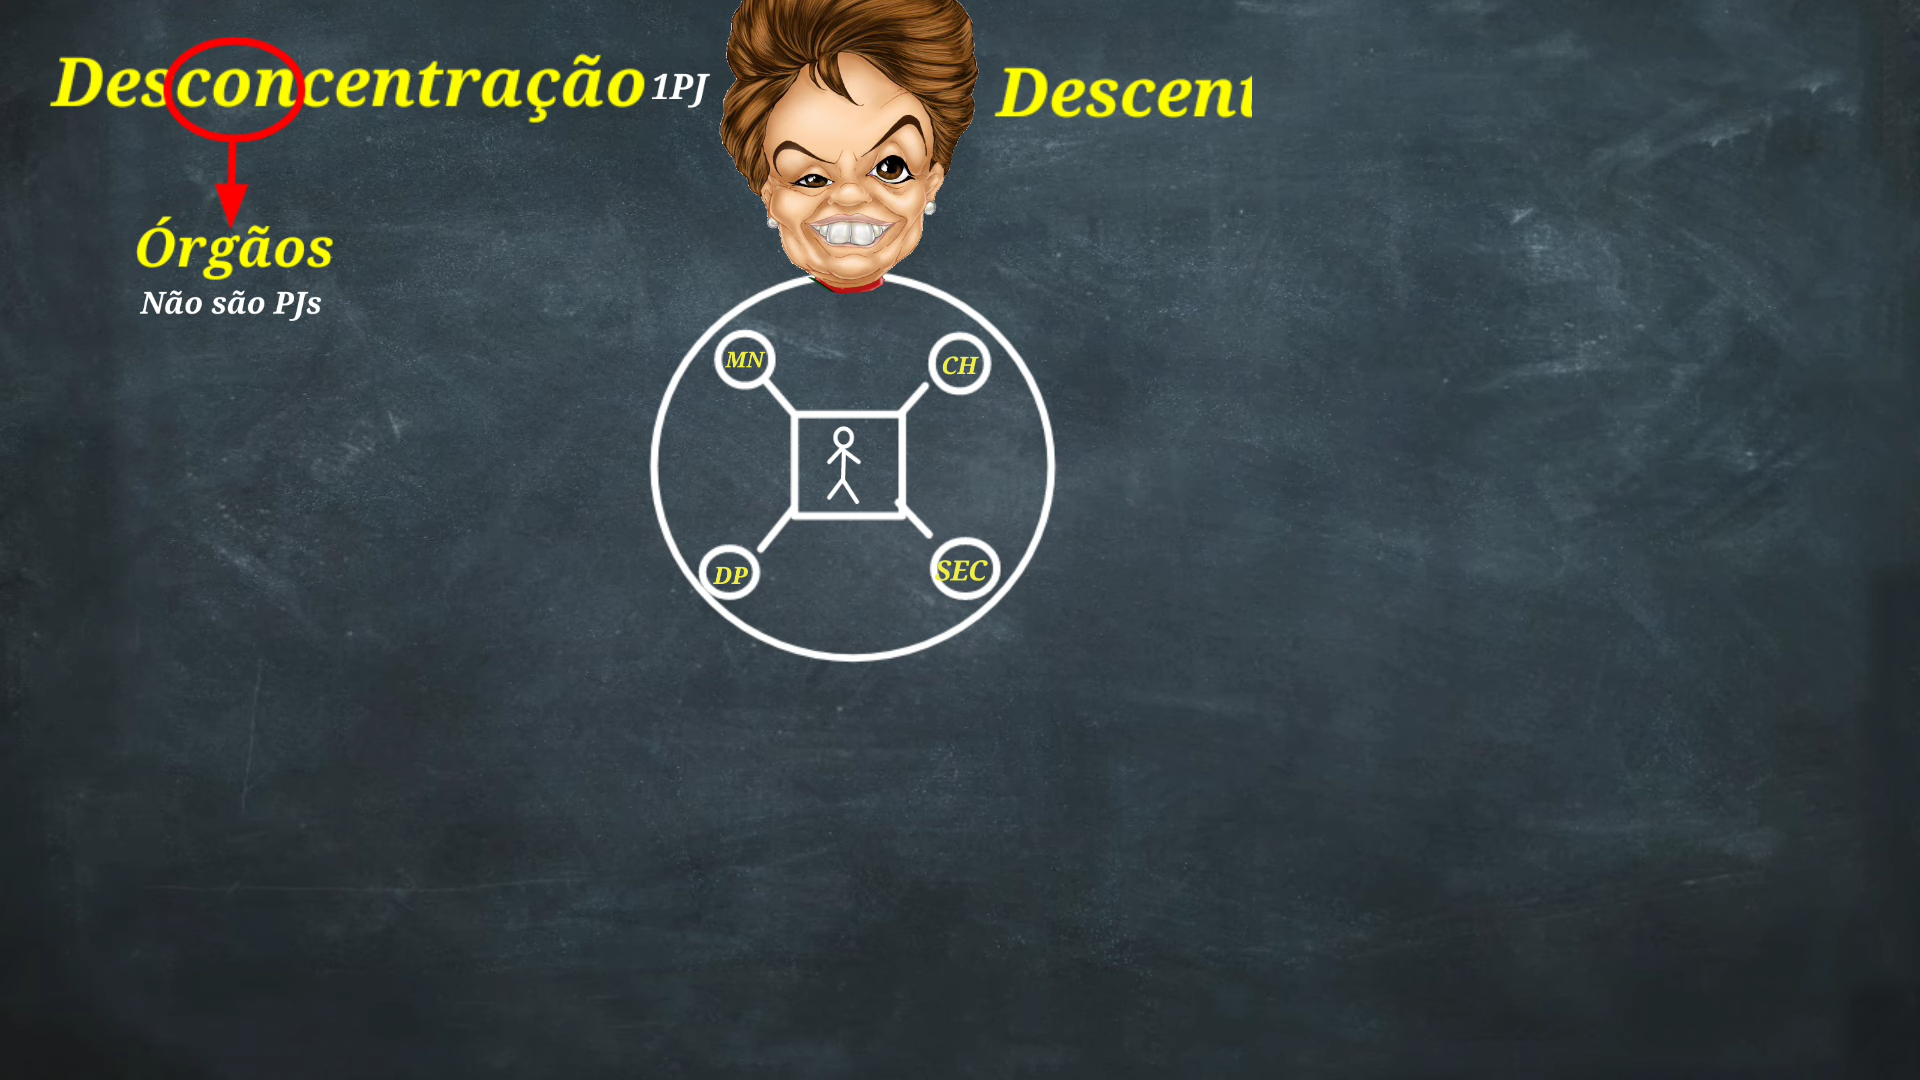 Desconcentração 1PJ
Descent
Órgãos
Não são PJs
MN
CH
DP
SEC